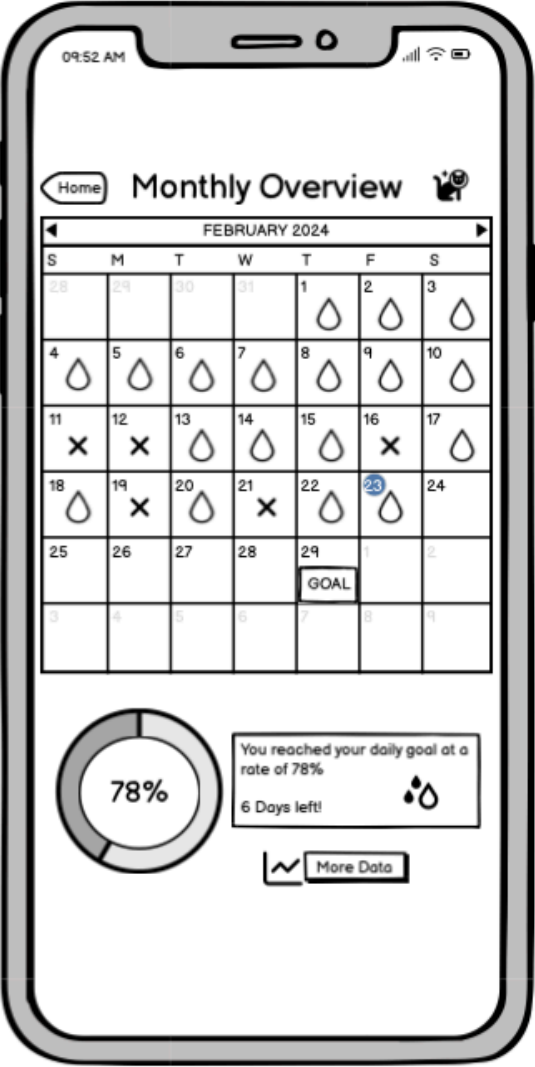 09:52 AM
Home
Monthly Overview
FEBRUARY 2024
S M T W T F S
28 29 30 31 1 2 3
4 5 6 7 8 9 10
11 12 13 14 15 16 17
18 19 20 21 22 23 24
25 26 27 28 29 1 2
GOAL
3 4 5 6 7 8 9
78%
You reached your daily goal at a
rate of 78%
6 Days left!
More Data